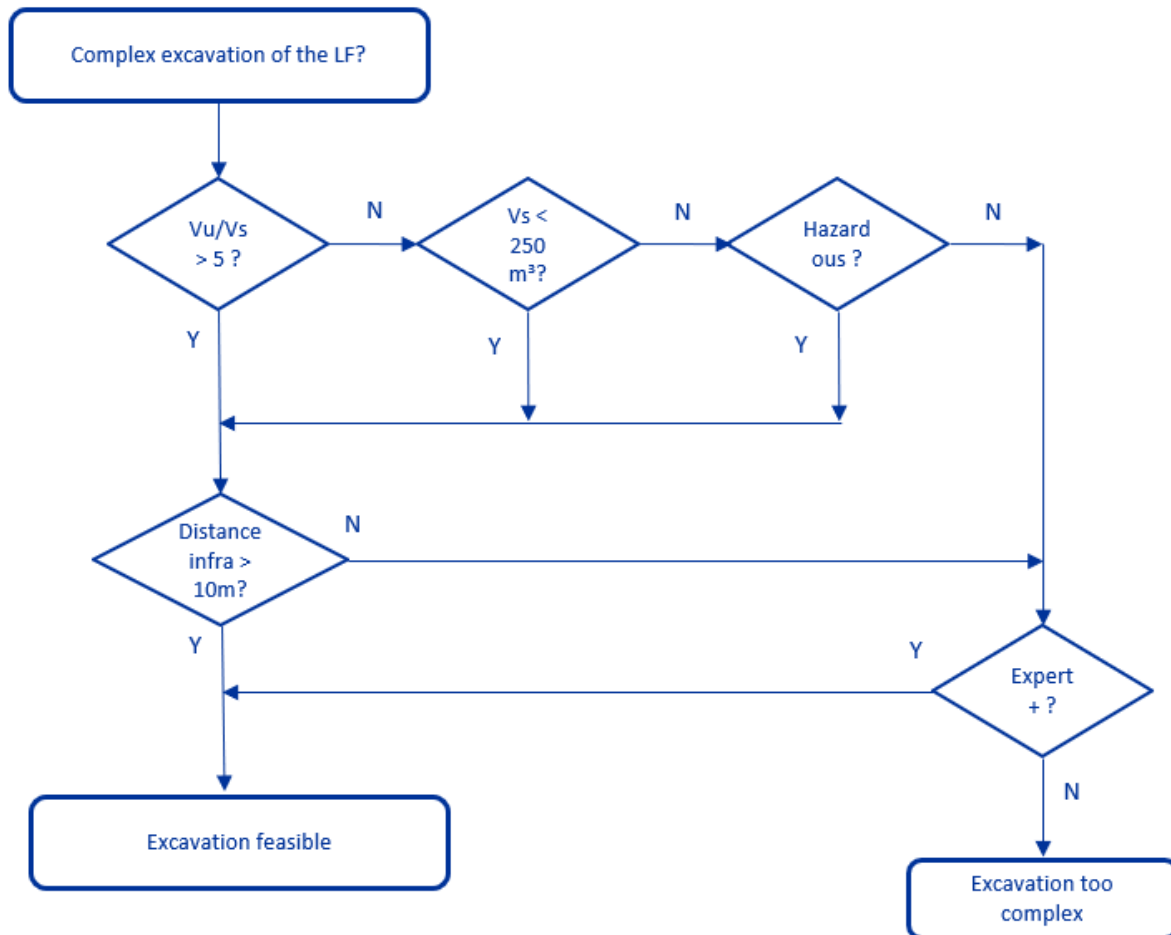 Complex excavation of the LF?
Vu/Vs
> 5 ?
N
Vs <
250
m³?
N
Hazard
ous ?
N
Y
Y
Y
Distance
infra >
10m?
N
Y
Y
Expert
+ ?
N
Excavation feasible
Excavation too
complex